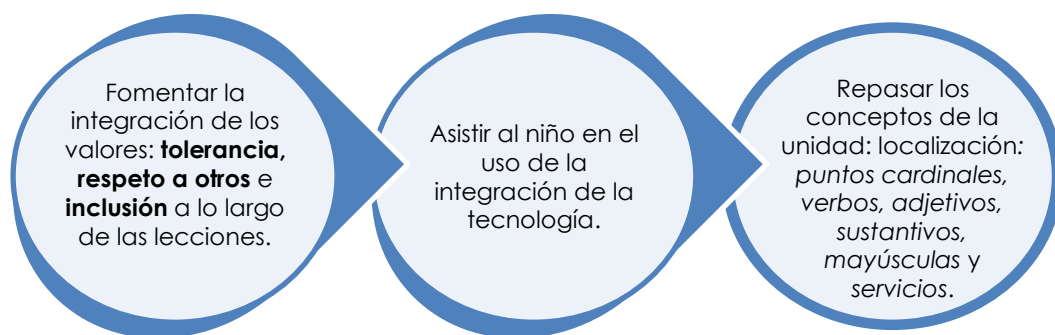 Fomentar la
integración de los
valores: tolerancia,
respeto a otros e
inclusión a lo largo
de las lecciones.
Asistir al niño en el
uso de la
integración de la
tecnología.
Repasar los
conceptos de la
unidad: localización:
puntos cardinales,
verbos, adjetivos,
sustantivos,
mayúsculas y
servicios.